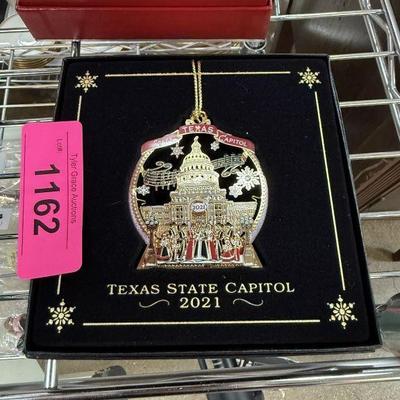 TEXAS
CAPITOL
2021
TEXAS STATE CAPITOL
2021
Tyler Grace Auctions
Lot:
1162